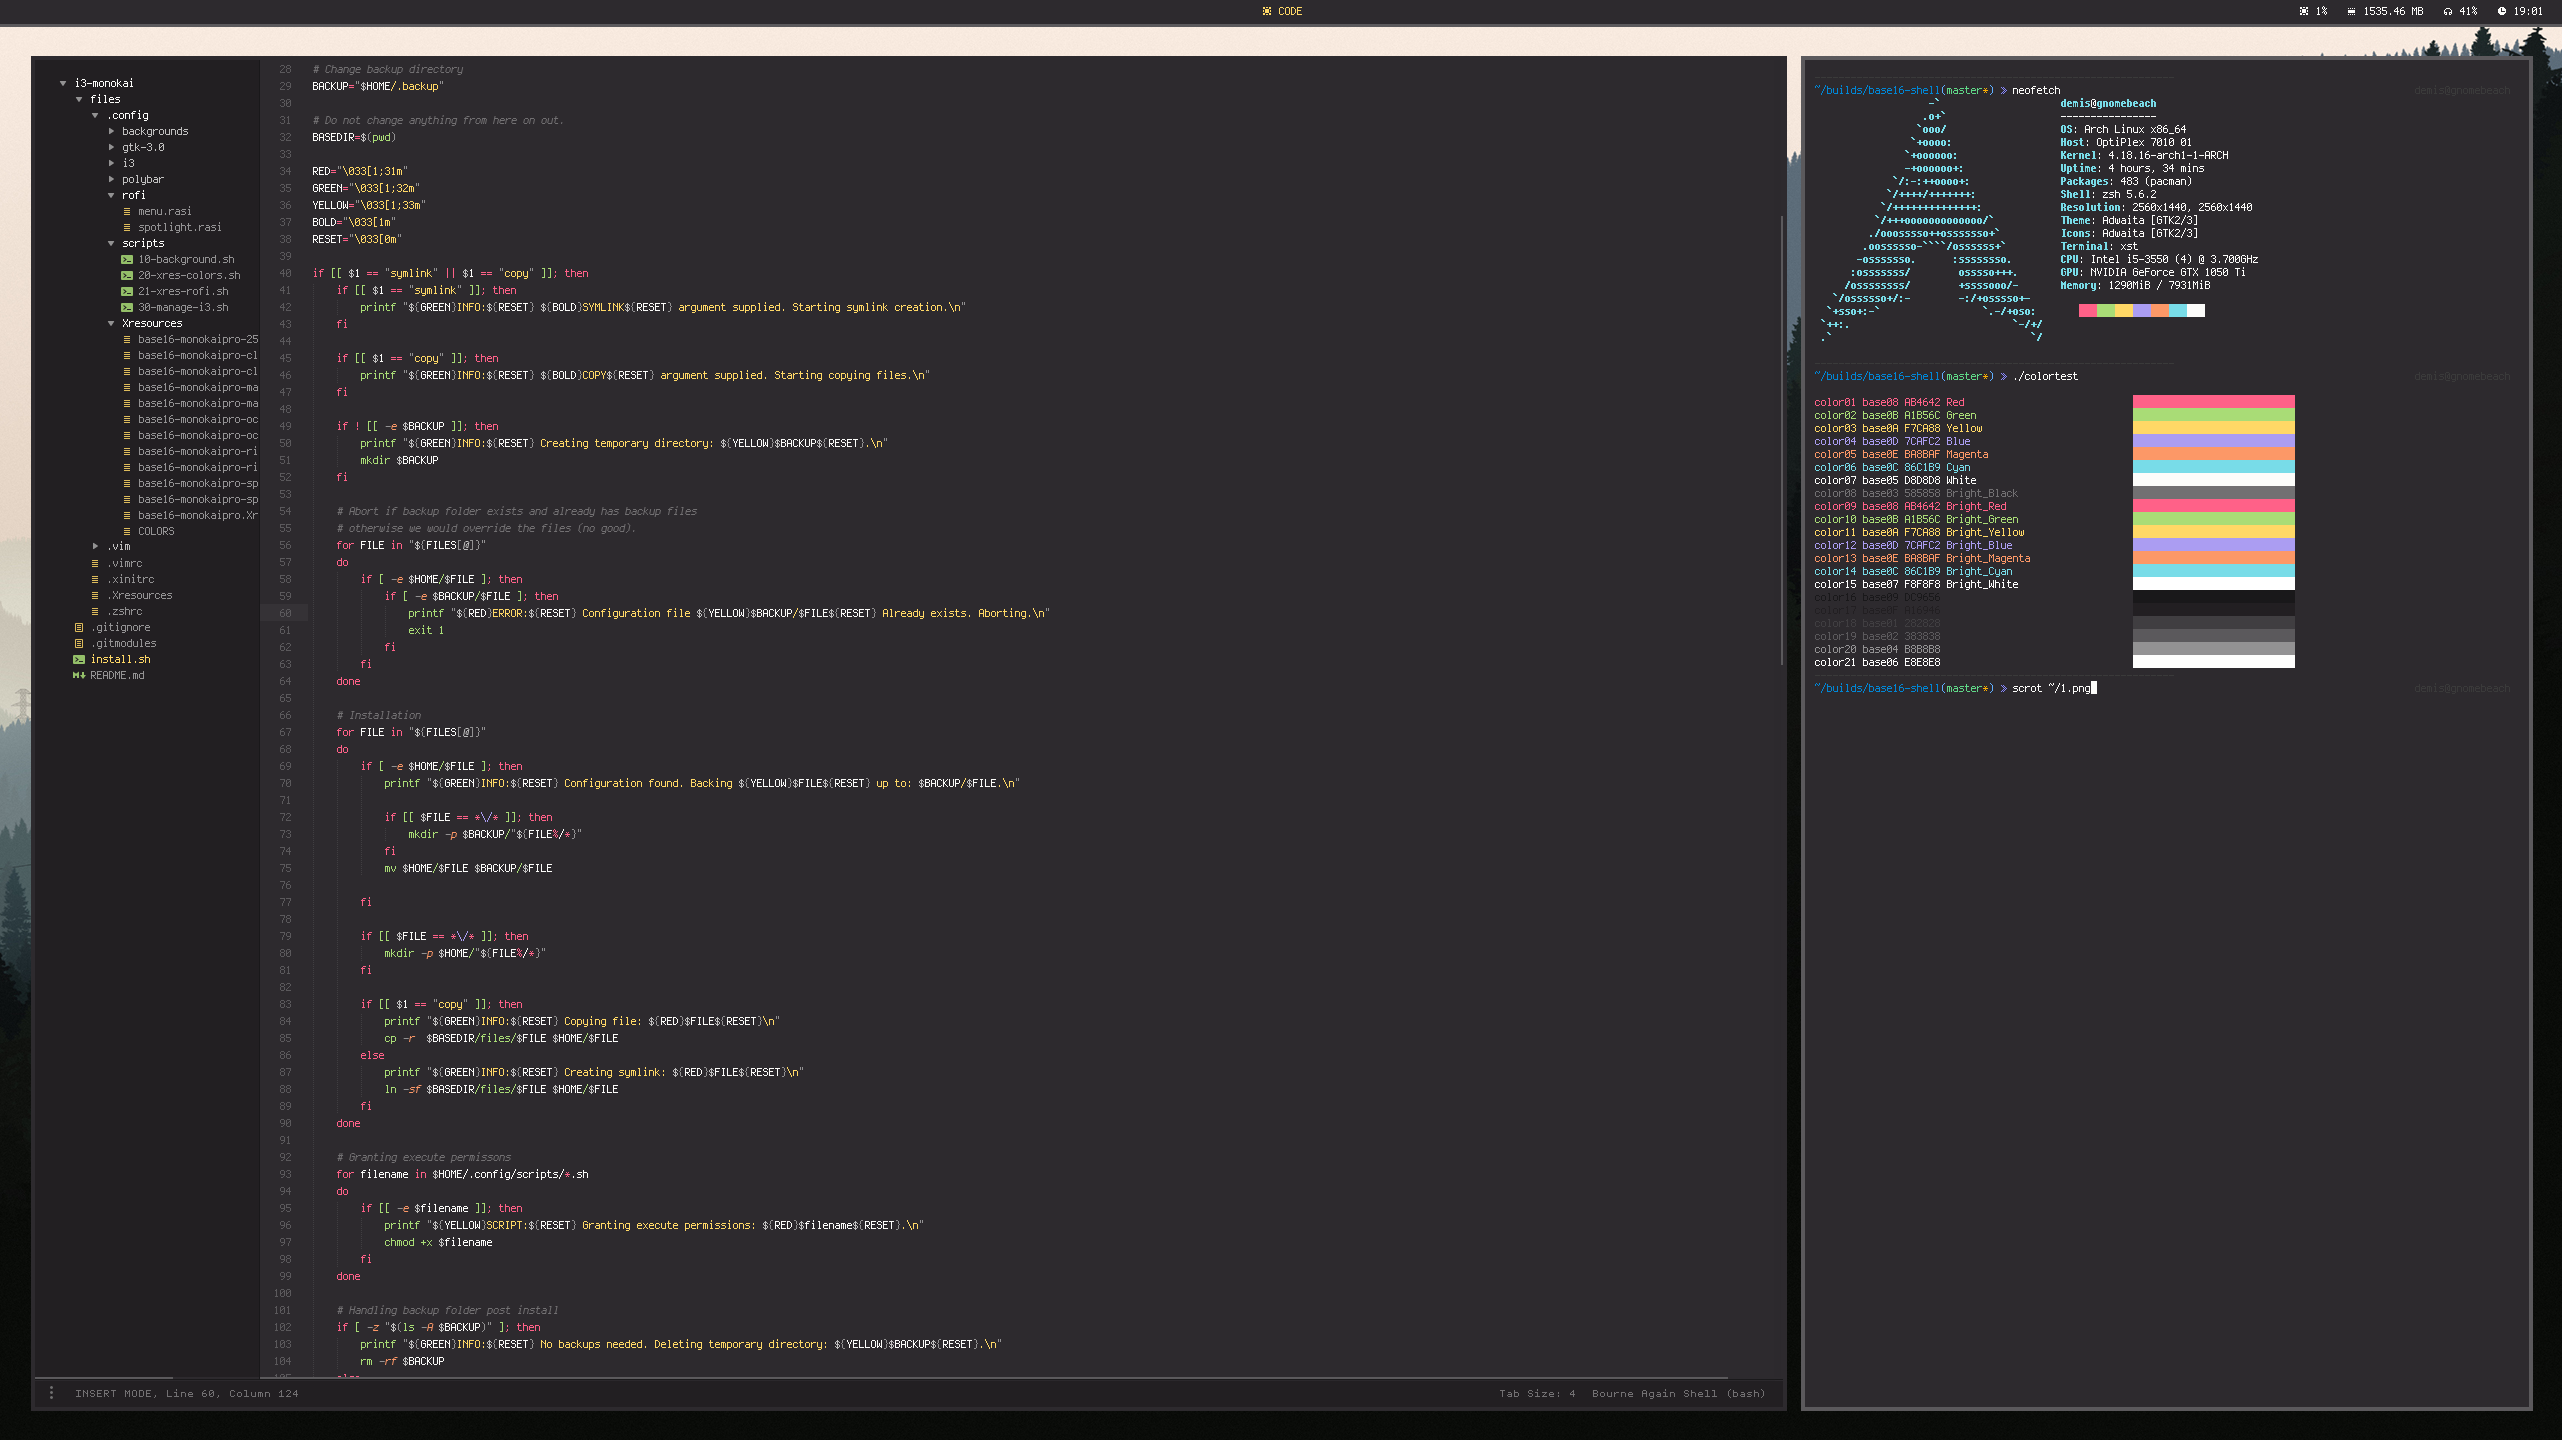 CODE
1% 1535.46 MB 41% 19:01
i3-monokai
files
.config
backgrounds
gtk-3.0
i3
polybar
rofi
menu.rasi
spotlight.rasi
scripts
10-background.sh
20-xres-colors.sh
21-xres-rofi.sh
30-manage-i3.sh
Xresources
base16-monokaipro-25
base16-monokaipro-cl
base16-monokaipro-cl
base16-monokaipro-ma
base16-monokaipro-ma
base16-monokaipro-oc
base16-monokaipro-oc
base16-monokaipro-ri
base16-monokaipro-ri
base16-monokaipro-sp
base16-monokaipro-sp
base16-monokaipro.Xr
COLORS
.vim
.vimrc
.xinitrc
.Xresources
.zshrc
.gitignore
.gitmodules
install.sh
README.md
28 # Change backup directory
29 BACKUP="$HOME/.backup"
30
31 # Do not change anything from here on out.
32 BASEDIR=$(pwd)
33
34 RED="\033[1;31m"
35 GREEN="\033[1;32m"
36 YELLOW="\033[1;33m"
37 BOLD="\033[1m"
38 RESET="\033[0m"
39
40 if [[ $1 == "symlink" || $1 == "copy" ]]; then
41 if [[ $1 == "symlink" ]]; then
42 printf "${GREEN}INFO:${RESET} ${BOLD}SYMLINK${RESET} argument supplied. Starting symlink creation.\n"
43 fi
44
45 if [[ $1 == "copy" ]]; then
46 printf "${GREEN}INFO:${RESET} ${BOLD}COPY${RESET} argument supplied. Starting copying files.\n"
47 fi
48
49 if ! [[ -e $BACKUP ]]; then
50 printf "${GREEN}INFO:${RESET} Creating temporary directory: ${YELLOW}$BACKUP${RESET}.\n"
51 mkdir $BACKUP
52 fi
53
54 # Abort if backup folder exists and already has backup files
55 # otherwise we would override the files (no good).
56 for FILE in "${FILES[@]}"
57 do
58 if [ -e $HOME/$FILE ]; then
59 if [ -e $BACKUP/$FILE ]; then
60 printf "${RED}ERROR:${RESET} Configuration file ${YELLOW}$BACKUP/$FILE${RESET} Already exists. Aborting.\n"
61 exit 1
62 fi
63 fi
64 done
65
66 # Installation
67 for FILE in "${FILES[@]}"
68 do
69 if [ -e $HOME/$FILE ]; then
70 printf "${GREEN}INFO:${RESET} Configuration found. Backing ${YELLOW}$FILE${RESET} up to: $BACKUP/$FILE.\n"
71
72 if [[ $FILE == *\/* ]]; then
73 mkdir -p $BACKUP/"${FILE%/*}"
74 fi
75 mv $HOME/$FILE $BACKUP/$FILE
76
77 fi
78
79 if [[ $FILE == *\/* ]]; then
80 mkdir -p $HOME/"${FILE%/*}"
81 fi
82
83 if [[ $1 == "copy" ]]; then
84 printf "${GREEN}INFO:${RESET} Copying file: ${RED}$FILE${RESET}\n"
85 cp -r $BASEDIR/files/$FILE $HOME/$FILE
86 else
87 printf "${GREEN}INFO:${RESET} Creating symlink: ${RED}$FILE${RESET}\n"
88 ln -sf $BASEDIR/files/$FILE $HOME/$FILE
89 fi
90 done
91
92 # Granting execute permissons
93 for filename in $HOME/.config/scripts/*.sh
94 do
95 if [[ -e $filename ]]; then
96 printf "${YELLOW}SCRIPT:${RESET} Granting execute permissions: ${RED}$filename${RESET}.\n"
97 chmod +x $filename
98 fi
99 done
100
101 # Handling backup folder post install
102 if [ -z "$(ls -A $BACKUP)" ]; then
103 printf "${GREEN}INFO:${RESET} No backups needed. Deleting temporary directory: ${YELLOW}$BACKUP${RESET}.\n"
104 rm -rf $BACKUP
INSERT MODE, Line 60, Column 124
Tab Size: 4 Bourne Again Shell (bash)
~/builds/base16-shell(master*) » neofetch demis@gnomebeach
demis@gnomebeach
----------------
OS: Arch Linux x86_64
Host: OptiPlex 7010 01
Kernel: 4.18.16-arch1-1-ARCH
Uptime: 4 hours, 34 mins
Packages: 483 (pacman)
Shell: zsh 5.6.2
Resolution: 2560x1440, 2560x1440
Theme: Adwaita [GTK2/3]
Icons: Adwaita [GTK2/3]
Terminal: xst
CPU: Intel i5-3550 (4) @ 3.700GHz
GPU: NVIDIA GeForce GTX 1050 Ti
Memory: 1290MiB / 7931MiB
~/builds/base16-shell(master*) » ./colortest demis@gnomebeach
color01 base08 AB4642 Red
color02 base0B A1B56C Green
color03 base0A F7CA88 Yellow
color04 base0D 7CAFC2 Blue
color05 base0E BA8BAF Magenta
color06 base0C 86C1B9 Cyan
color07 base05 D8D8D8 White
color08 base03 585858 Bright_Black
color09 base08 AB4642 Bright_Red
color10 base0B A1B56C Bright_Green
color11 base0A F7CA88 Bright_Yellow
color12 base0D 7CAFC2 Bright_Blue
color13 base0E BA8BAF Bright_Magenta
color14 base0C 86C1B9 Bright_Cyan
color15 base07 F8F8F8 Bright_White
color16 base09 DC9656
color17 base0F A16946
color18 base01 282828
color19 base02 383838
color20 base04 B8B8B8
color21 base06 E8E8E8
~/builds/base16-shell(master*) » scrot ~/1.png demis@gnomebeach